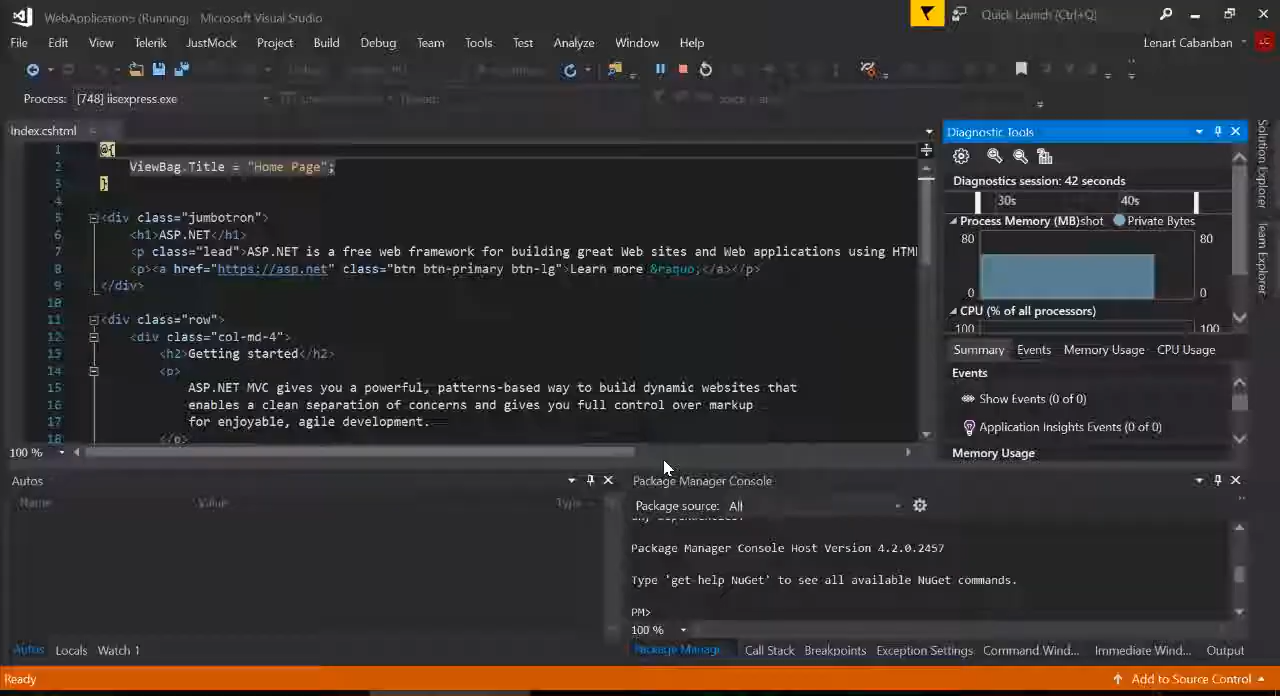 WebApplication5 (Running) - Microsoft Visual Studio
Quick Launch (Ctrl+Q)
File Edit View Telerik JustMock Project Build Debug Team Tools Test Analyze Window Help
Lenart Cabanban
LC
Process: [748] iisexpress.exe
Index.cshtml
1 @{
2 ViewBag.Title = "Home Page";
3 }
4
5 <div class="jumbotron">
6 <h1>ASP.NET</h1>
7 <p class="lead">ASP.NET is a free web framework for building great Web sites and Web applications using HTM
8 <p><a href="https://asp.net" class="btn btn-primary btn-lg">Learn more &raquo;</a></p>
9 </div>
10
11 <div class="row">
12 <div class="col-md-4">
13 <h2>Getting started</h2>
14 <p>
15 ASP.NET MVC gives you a powerful, patterns-based way to build dynamic websites that
16 enables a clean separation of concerns and gives you full control over markup
17 for enjoyable, agile development.
18 </p>
100 %
Diagnostic Tools
Diagnostics session: 42 seconds
30s 40s
Process Memory (MB)shot Private Bytes
80 80
0 0
CPU (% of all processors)
100 100
Summary Events Memory Usage CPU Usage
Events
Show Events (0 of 0)
Application Insights Events (0 of 0)
Memory Usage
Solution Explorer
Team Explorer
Autos
Name Value Type
Autos Locals Watch 1
Package Manager Console
Package source: All
any dependencies.
Package Manager Console Host Version 4.2.0.2457
Type 'get-help NuGet' to see all available NuGet commands.
PM>
100 %
Package Manag... Call Stack Breakpoints Exception Settings Command Wind... Immediate Wind... Output
Ready
Add to Source Control